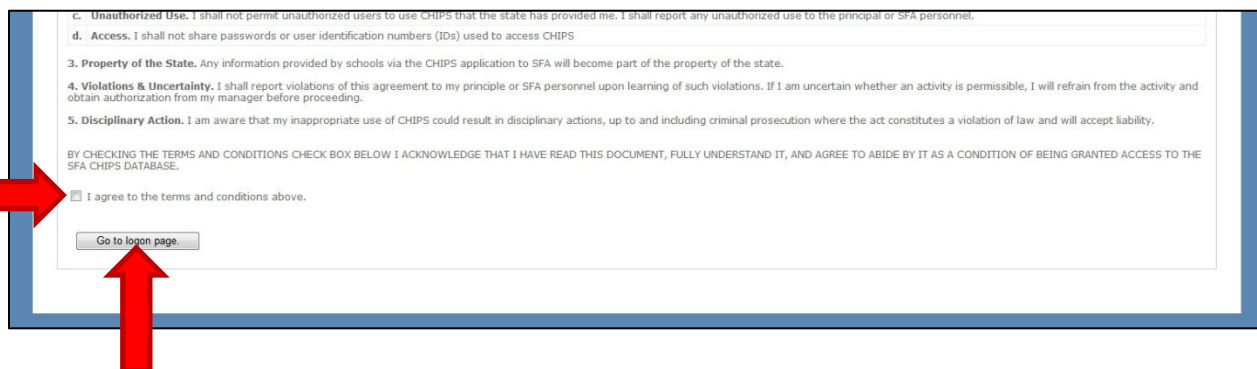 c. Unauthorized Use. I shall not permit unauthorized users to use CHIPS that the state has provided me. I shall report any unauthorized use to the principal or SFA personnel.
d. Access. I shall not share passwords or user identification numbers (IDs) used to access CHIPS
3. Property of the State. Any information provided by schools via the CHIPS application to SFA will become part of the property of the state.
4. Violations & Uncertainty. I shall report violations of this agreement to my principle or SFA personnel upon learning of such violations. If I am uncertain whether an activity is permissible, I will refrain from the activity and
obtain authorization from my manager before proceeding.
5. Disciplinary Action. I am aware that my inappropriate use of CHIPS could result in disciplinary actions, up to and including criminal prosecution where the act constitutes a violation of law and will accept liability.
BY CHECKING THE TERMS AND CONDITIONS CHECK BOX BELOW I ACKNOWLEDGE THAT I HAVE READ THIS DOCUMENT, FULLY UNDERSTAND IT, AND AGREE TO ABIDE BY IT AS A CONDITION OF BEING GRANTED ACCESS TO THE
SFA CHIPS DATABASE.
I agree to the terms and conditions above.
Go to logon page.